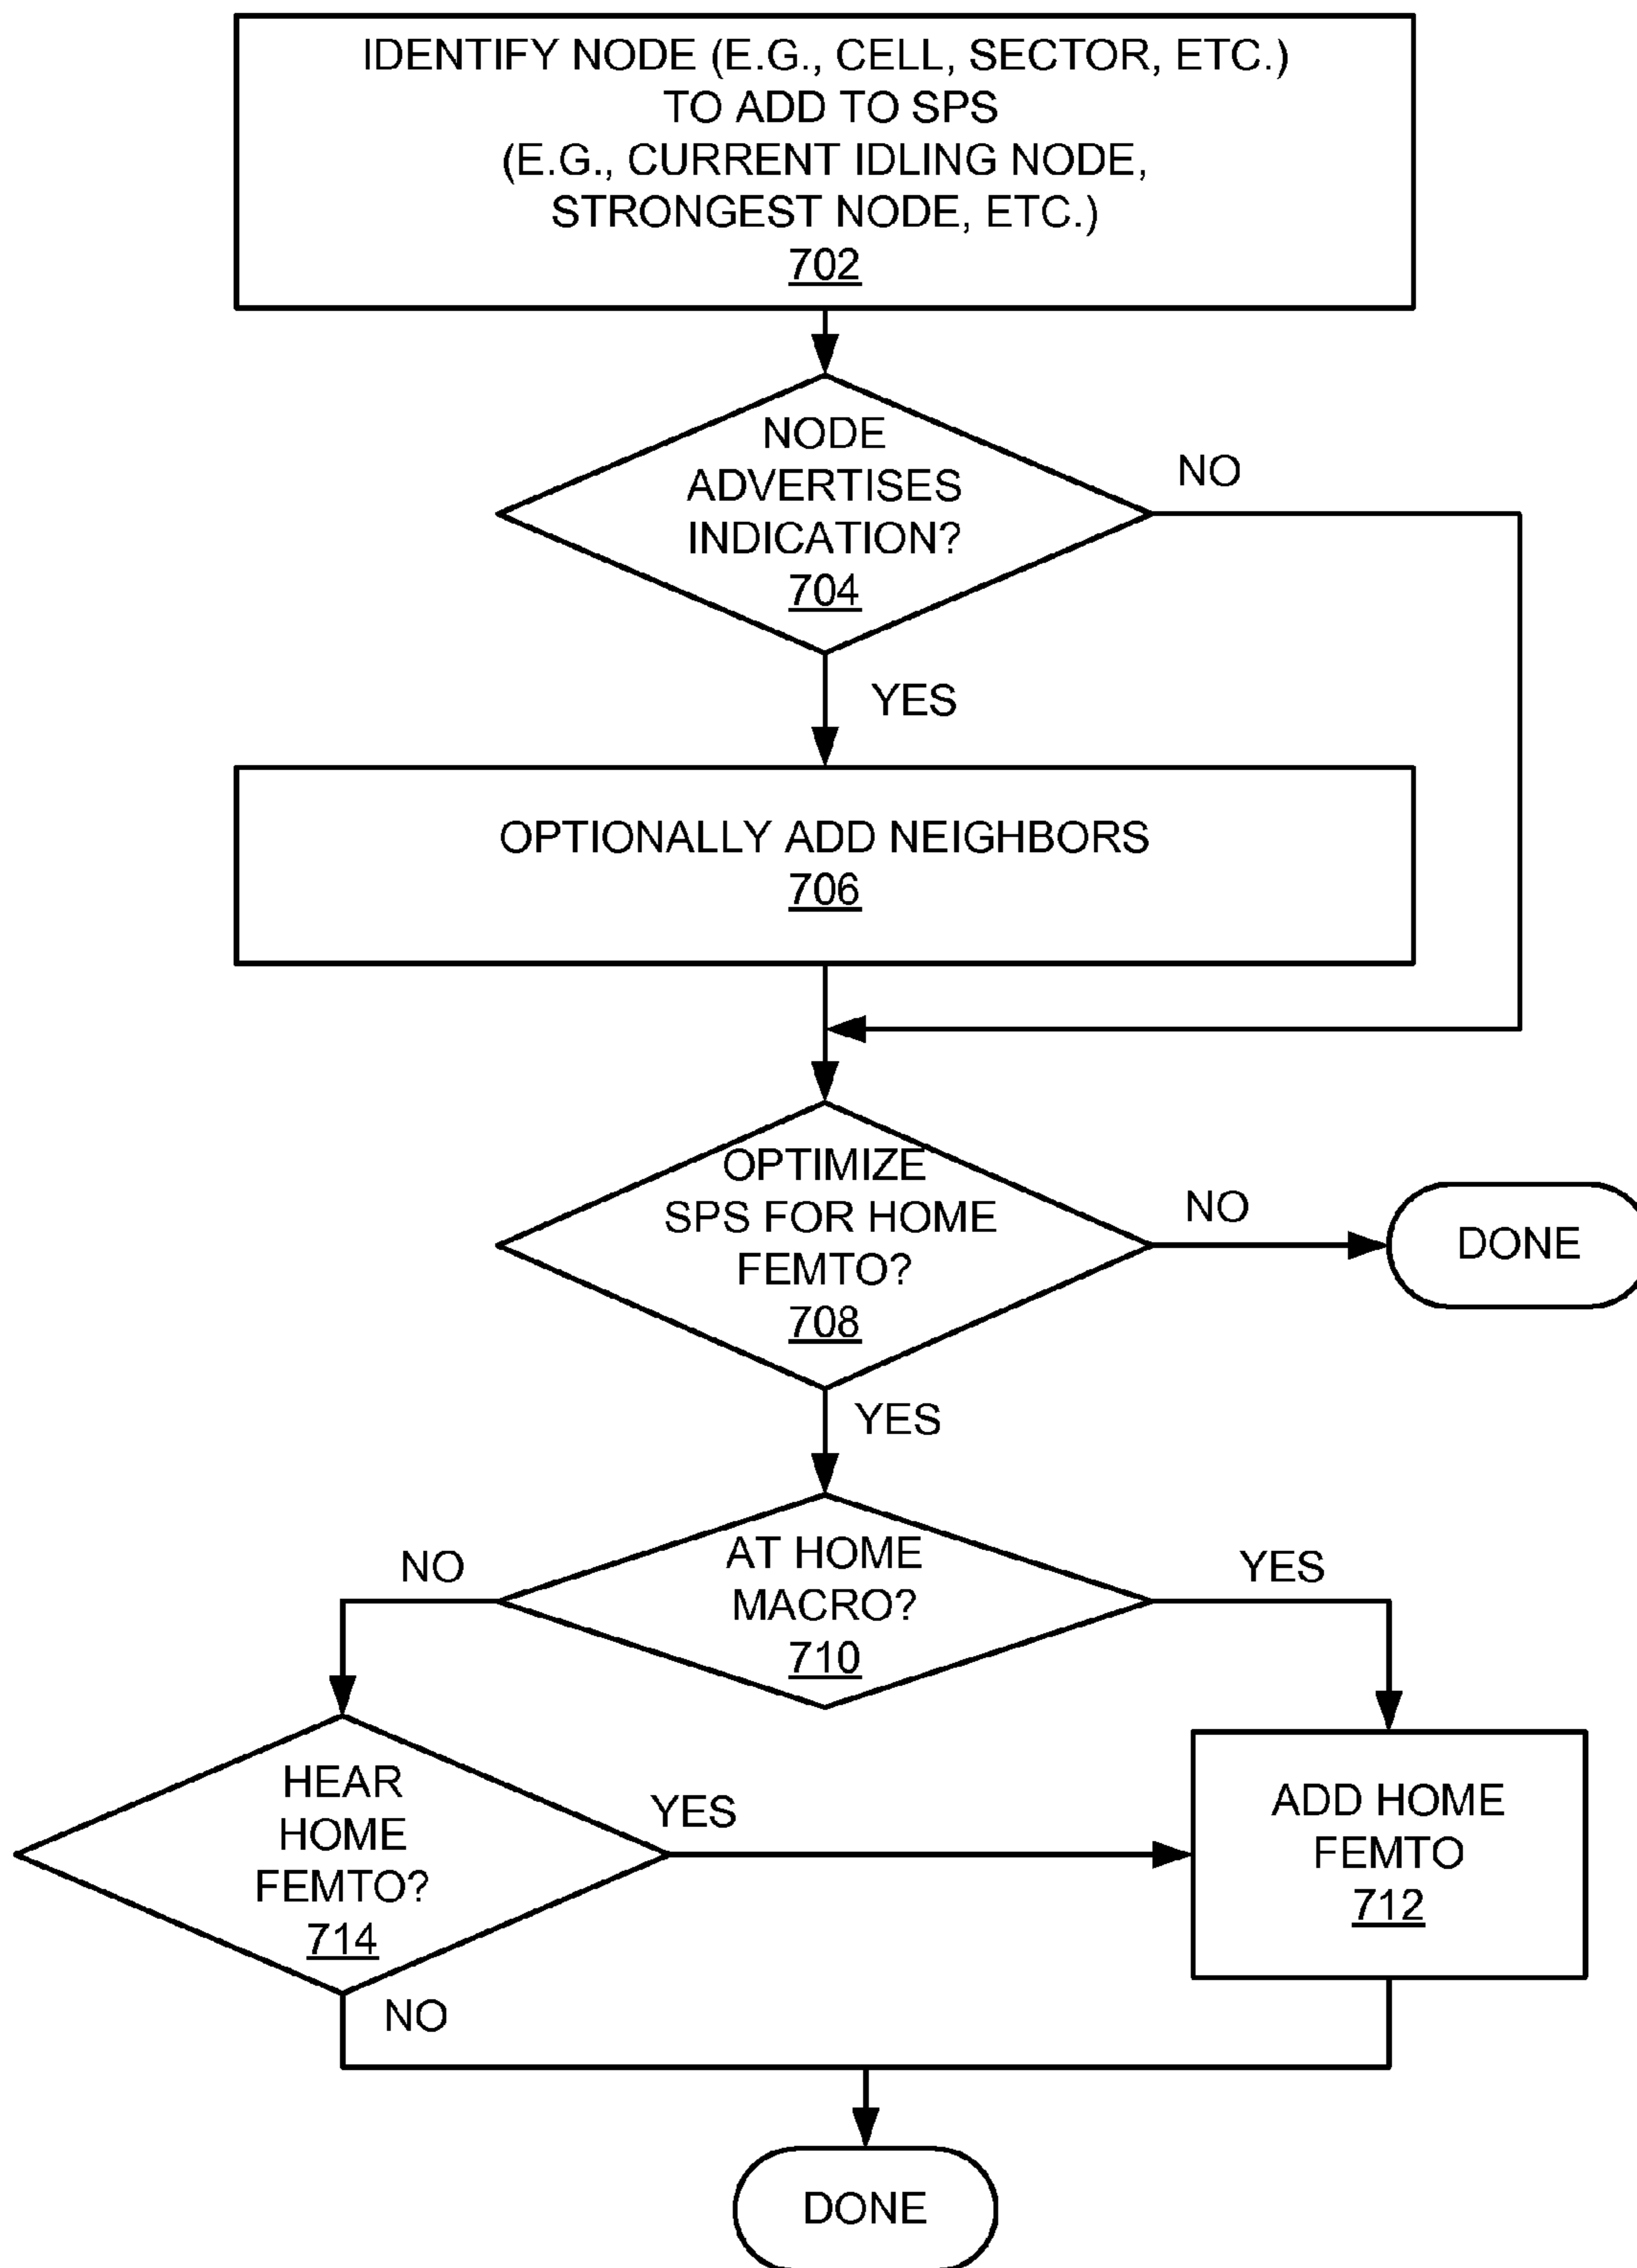 IDENTIFY NODE (E.G., CELL, SECTOR, ETC.)
TO ADD TO SPS
(E.G., CURRENT IDLING NODE,
STRONGEST NODE, ETC.)
702
NODE
ADVERTISES
INDICATION?
704
NO
YES
OPTIONALLY ADD NEIGHBORS
706
OPTIMIZE
SPS FOR HOME
FEMTO?
708
NO
DONE
YES
AT HOME
MACRO?
710
NO
YES
HEAR
HOME
FEMTO?
714
YES
ADD HOME
FEMTO
712
NO
DONE